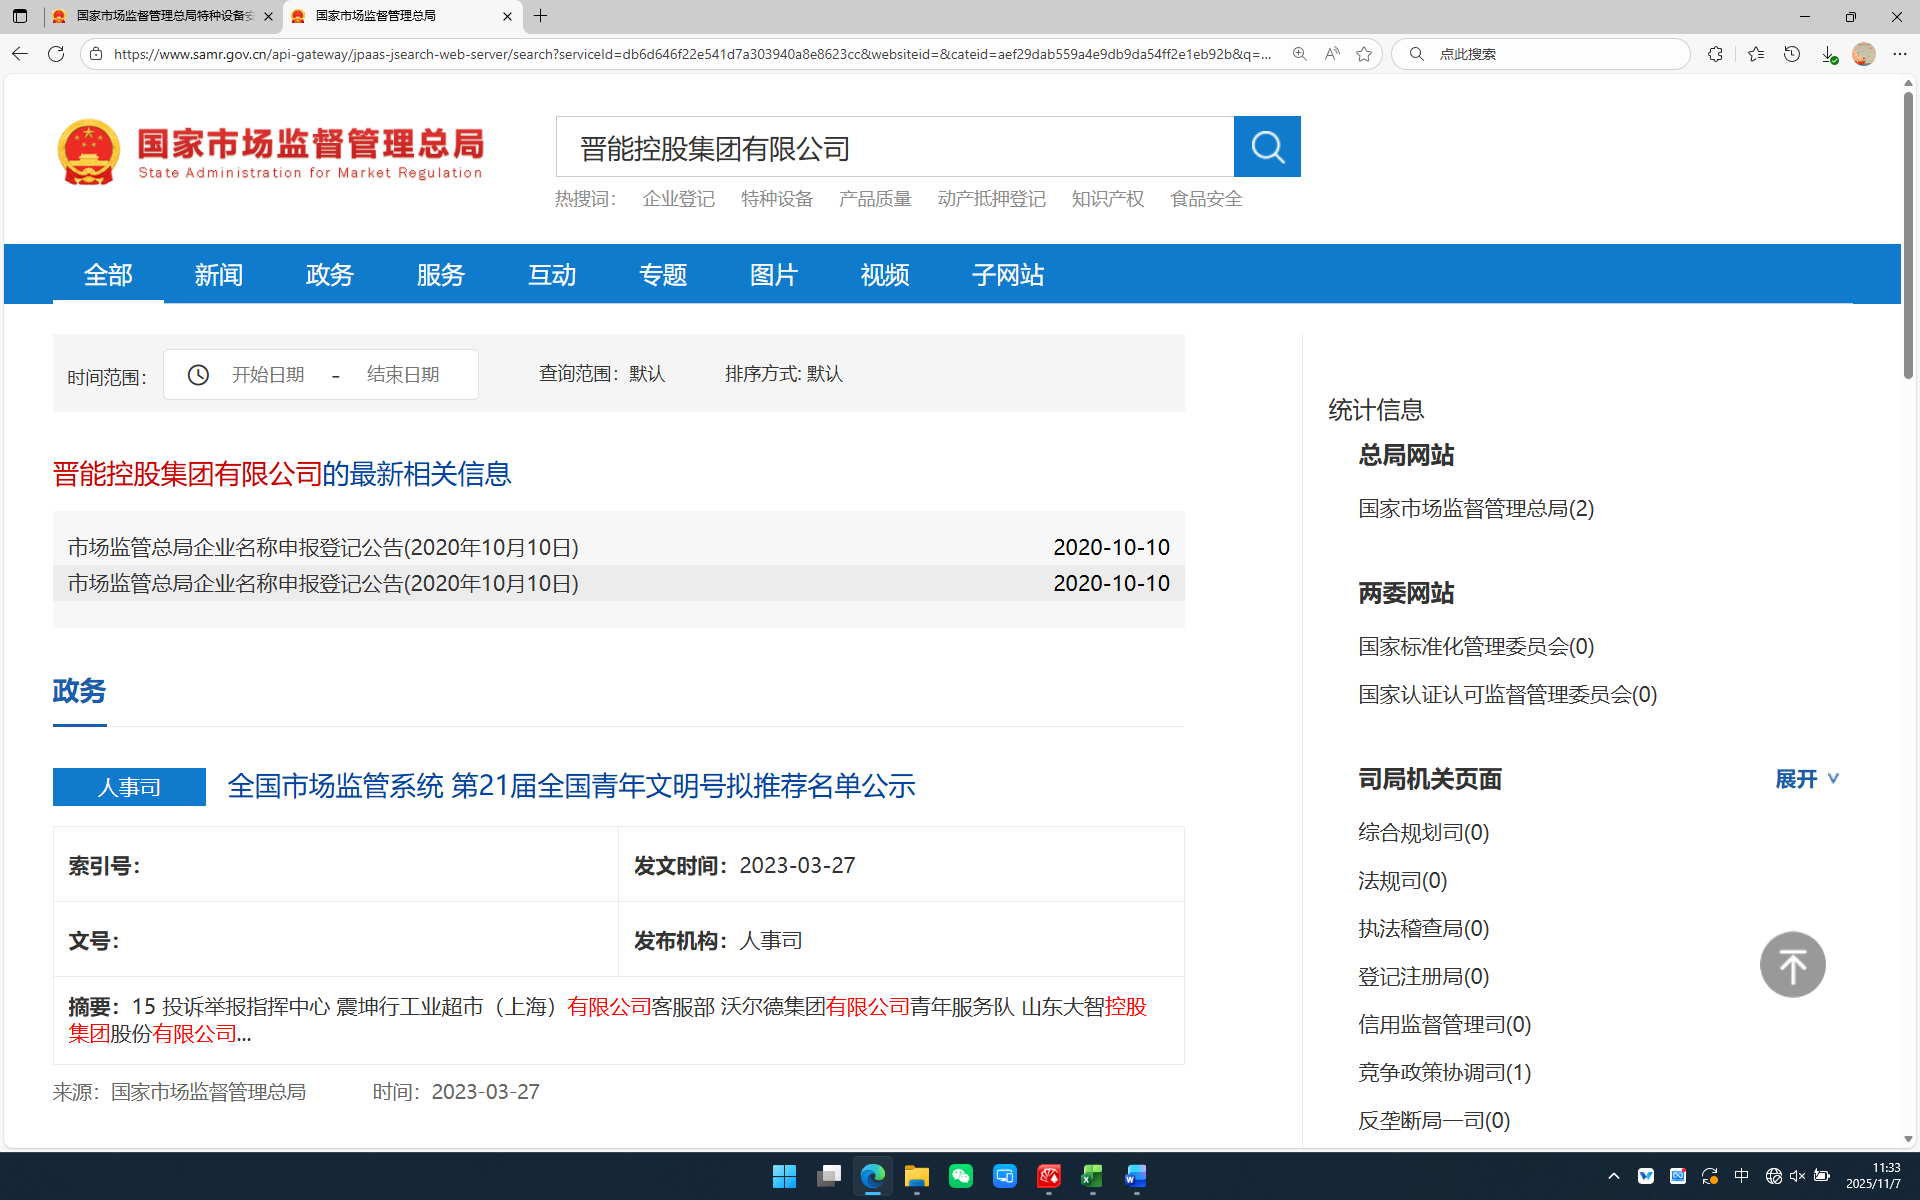 国家市场监督管理总局特种设备安
国家市场监督管理总局
https://www.samr.gov.cn/api-gateway/jpaas-jsearch-web-server/search?serviceId=db6d646f22e541d7a303940a8e8623cc&websiteid=&cateid=aef29dab559a4e9db9da54ff2e1eb92b&q=...
点此搜索
国家市场监督管理总局
State Administration for Market Regulation
晋能控股集团有限公司
热搜词: 企业登记 特种设备 产品质量 动产抵押登记 知识产权 食品安全
全部 新闻 政务 服务 互动 专题 图片 视频 子网站
时间范围: 开始日期 - 结束日期 查询范围: 默认 排序方式: 默认
晋能控股集团有限公司的最新相关信息
市场监管总局企业名称申报登记公告(2020年10月10日) 2020-10-10
市场监管总局企业名称申报登记公告(2020年10月10日) 2020-10-10
政务
人事司 全国市场监管系统 第21届全国青年文明号拟推荐名单公示
索引号: 发文时间: 2023-03-27
文号: 发布机构: 人事司
摘要: 15 投诉举报指挥中心 震坤行工业超市（上海）有限公司客服部 沃尔德集团有限公司青年服务队 山东大智控股
集团股份有限公司...
来源: 国家市场监督管理总局 时间: 2023-03-27
统计信息
总局网站
国家市场监督管理总局(2)
两委网站
国家标准化管理委员会(0)
国家认证认可监督管理委员会(0)
司局机关页面 展开
综合规划司(0)
法规司(0)
执法稽查局(0)
登记注册局(0)
信用监督管理司(0)
竞争政策协调司(1)
反垄断局一司(0)
中
11:33
2025/11/7